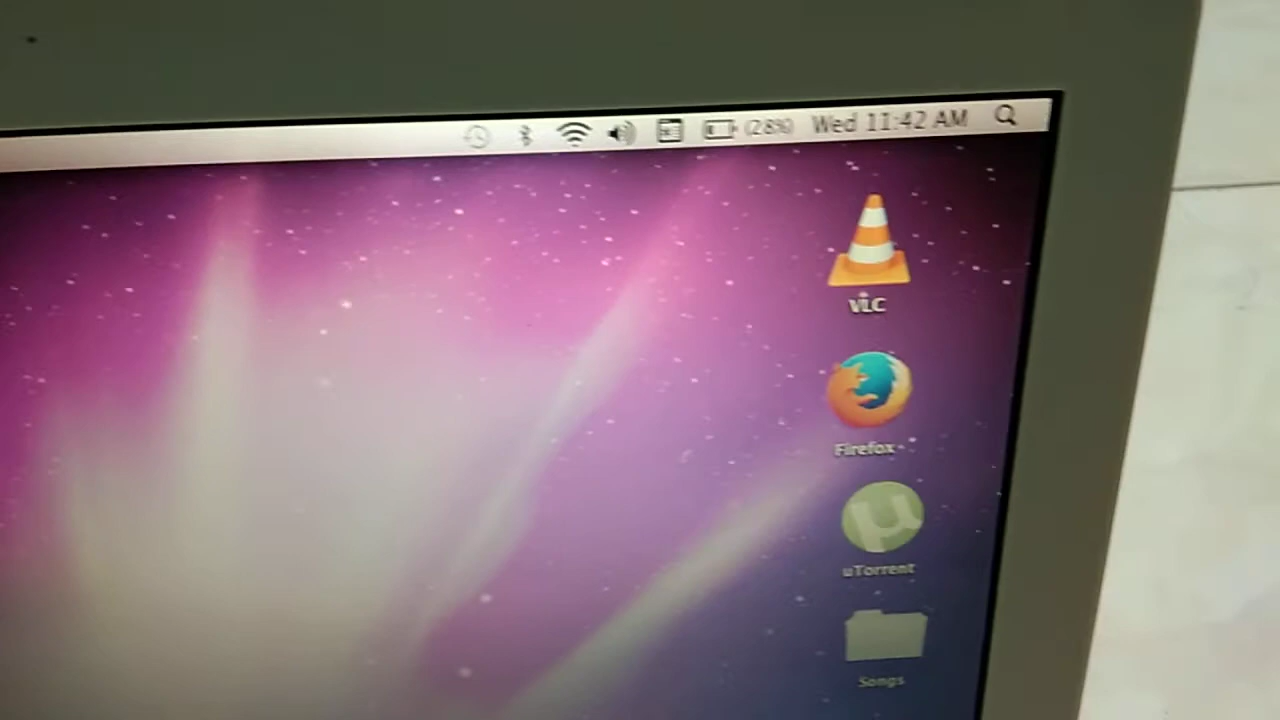 (28%) Wed 11:42 AM
VLC
Firefox
µ
uTorrent
Songs